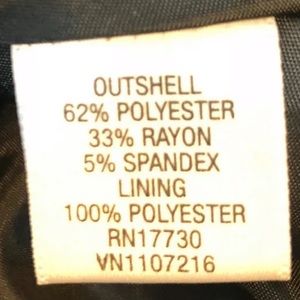 OUTSHELL
62% POLYESTER
33% RAYON
5% SPANDEX
LINING
100% POLYESTER
RN17730
VN1107216